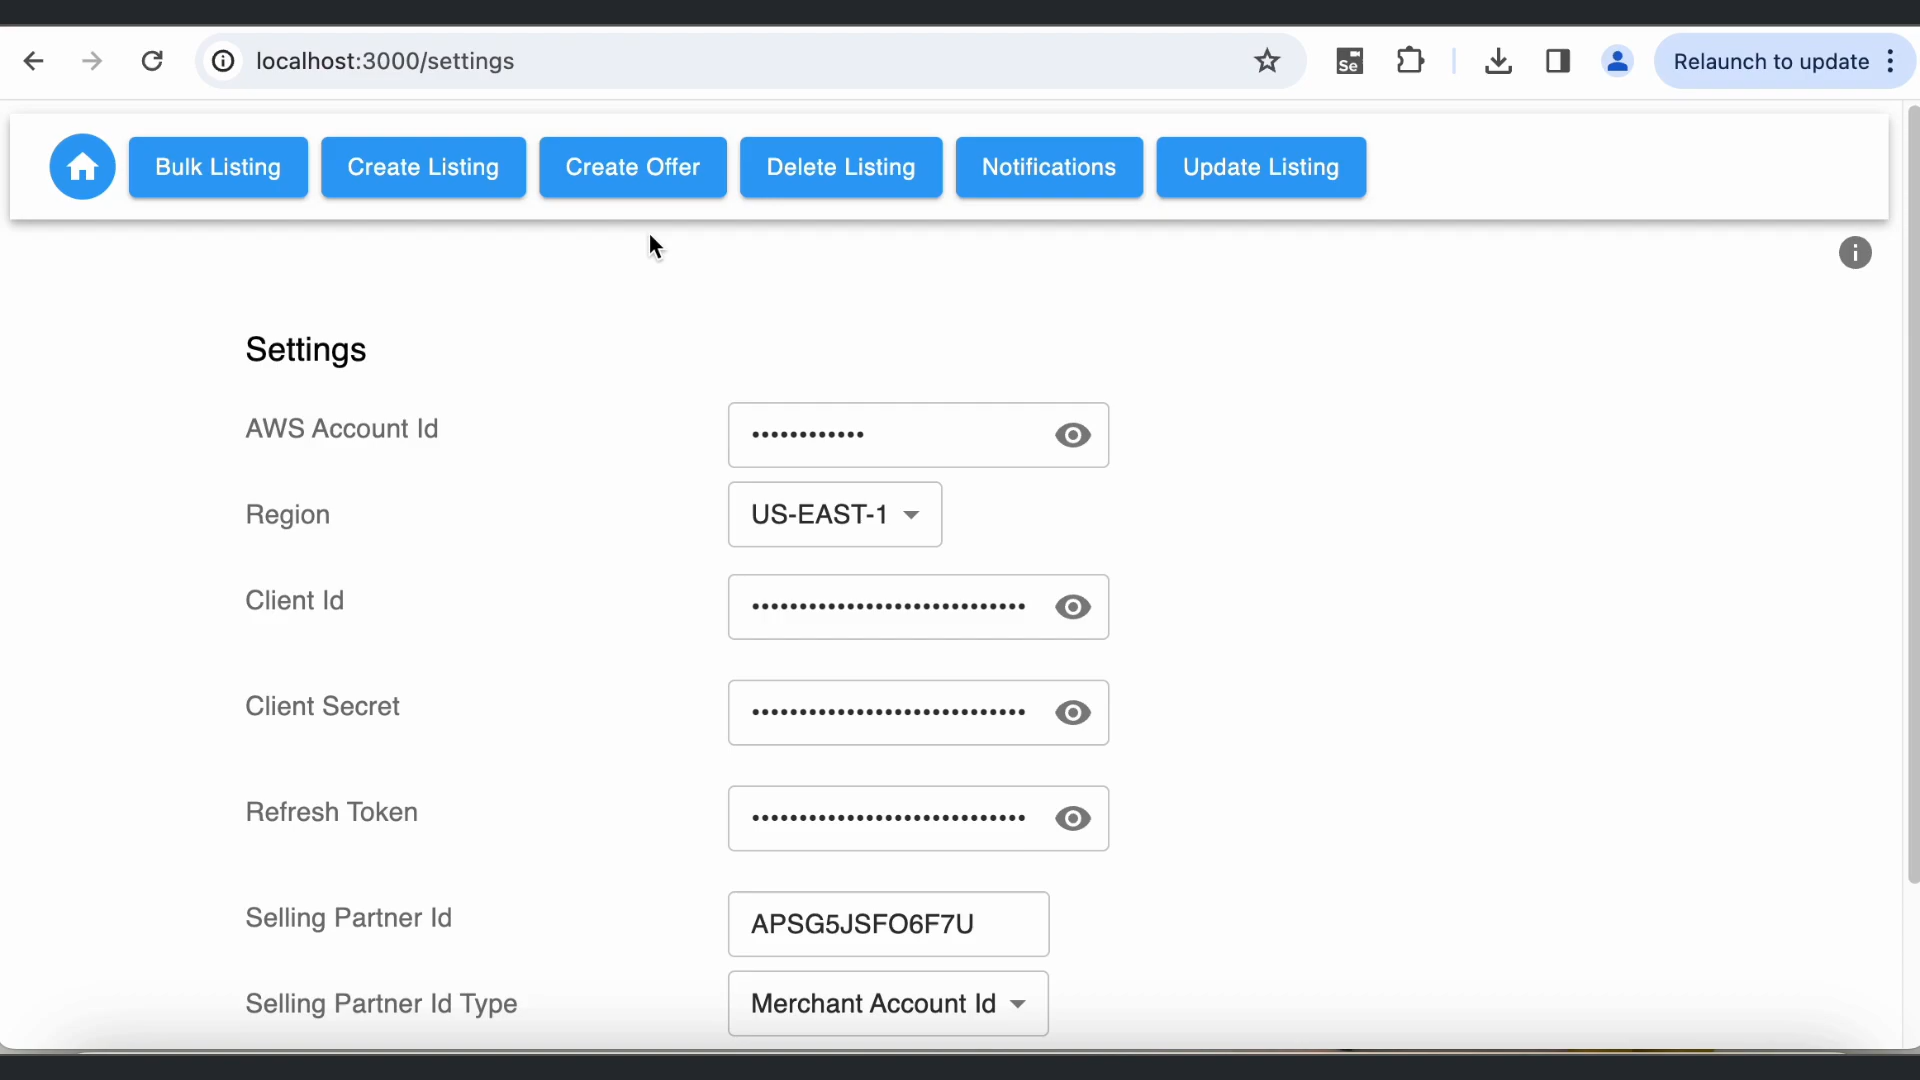 localhost:3000/settings
Se
Relaunch to update
Bulk Listing
Create Listing
Create Offer
Delete Listing
Notifications
Update Listing
Settings
AWS Account Id
••••••••••••
Region
US-EAST-1
Client Id
•••••••••••••••••••••••••••••
Client Secret
•••••••••••••••••••••••••••••
Refresh Token
•••••••••••••••••••••••••••••
Selling Partner Id
APSG5JSFO6F7U
Selling Partner Id Type
Merchant Account Id